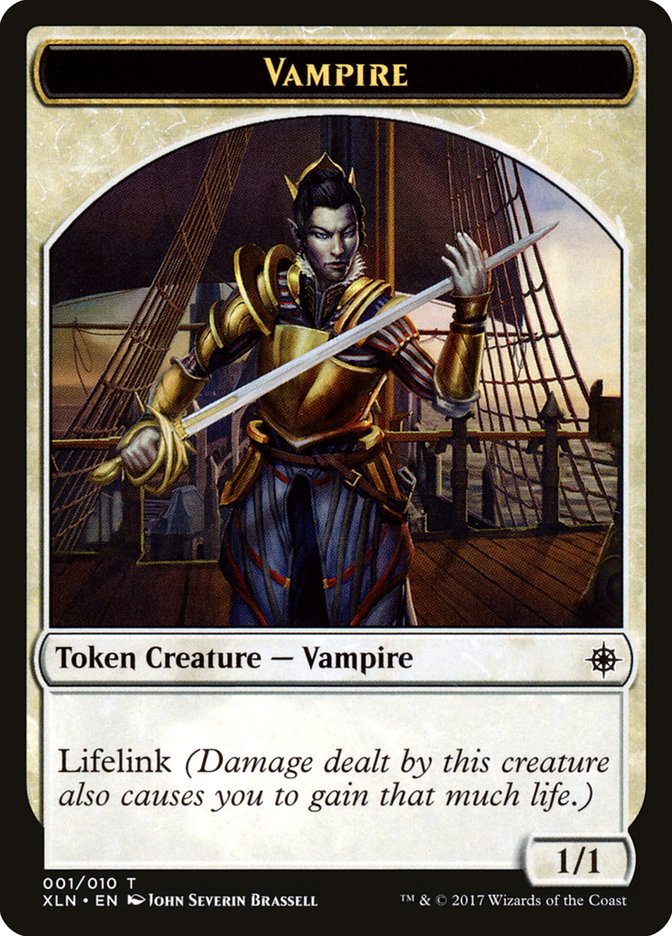 VAMPIRE
Token Creature — Vampire
Lifelink (Damage dealt by this creature
also causes you to gain that much life.)
1/1
001/010 T
XLN • EN JOHN SEVERIN BRASSELL
™ & © 2017 Wizards of the Coast